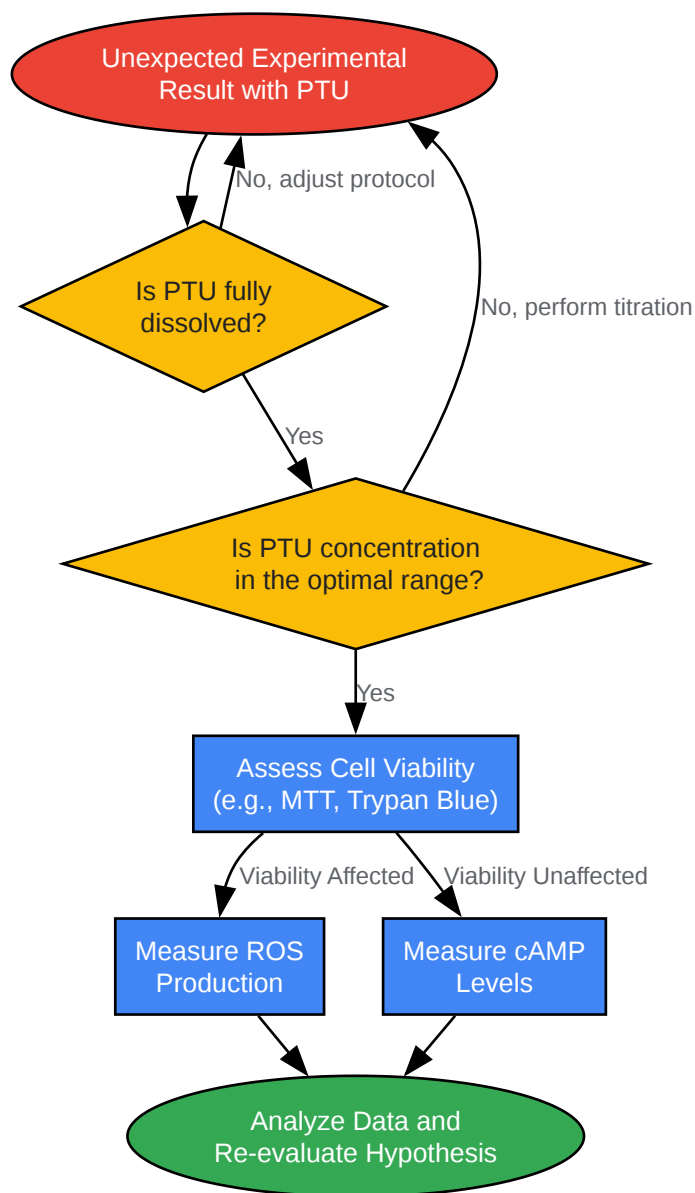 Unexpected Experimental
Result with PTU
No, adjust protocol
Is PTU fully
dissolved?
No, perform titration
Yes
Is PTU concentration
in the optimal range?
Yes
Assess Cell Viability
(e.g., MTT, Trypan Blue)
Viability Affected
Viability Unaffected
Measure ROS
Production
Measure cAMP
Levels
Analyze Data and
Re-evaluate Hypothesis